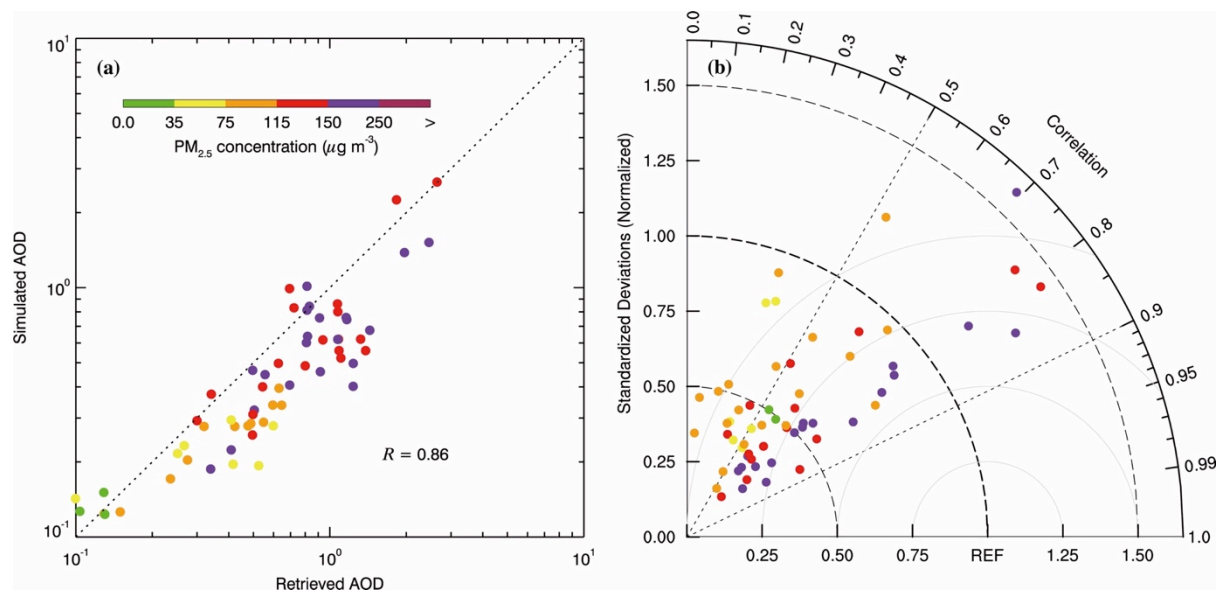 (a)
10¹
10⁰
10⁻¹
Simulated AOD
0.0 35 75 115 150 250 >
PM₂.₅ concentration (μg m⁻³)
R = 0.86
10⁻¹ 10⁰ 10¹
Retrieved AOD
(b)
Standardized Deviations (Normalized)
1.50
1.25
1.00
0.75
0.50
0.25
0.00
0.25 0.50 0.75 REF 1.25 1.50
0.0 0.1 0.2 0.3 0.4 0.5 0.6 0.7 0.8 0.9 0.95 0.99 1.0
Correlation